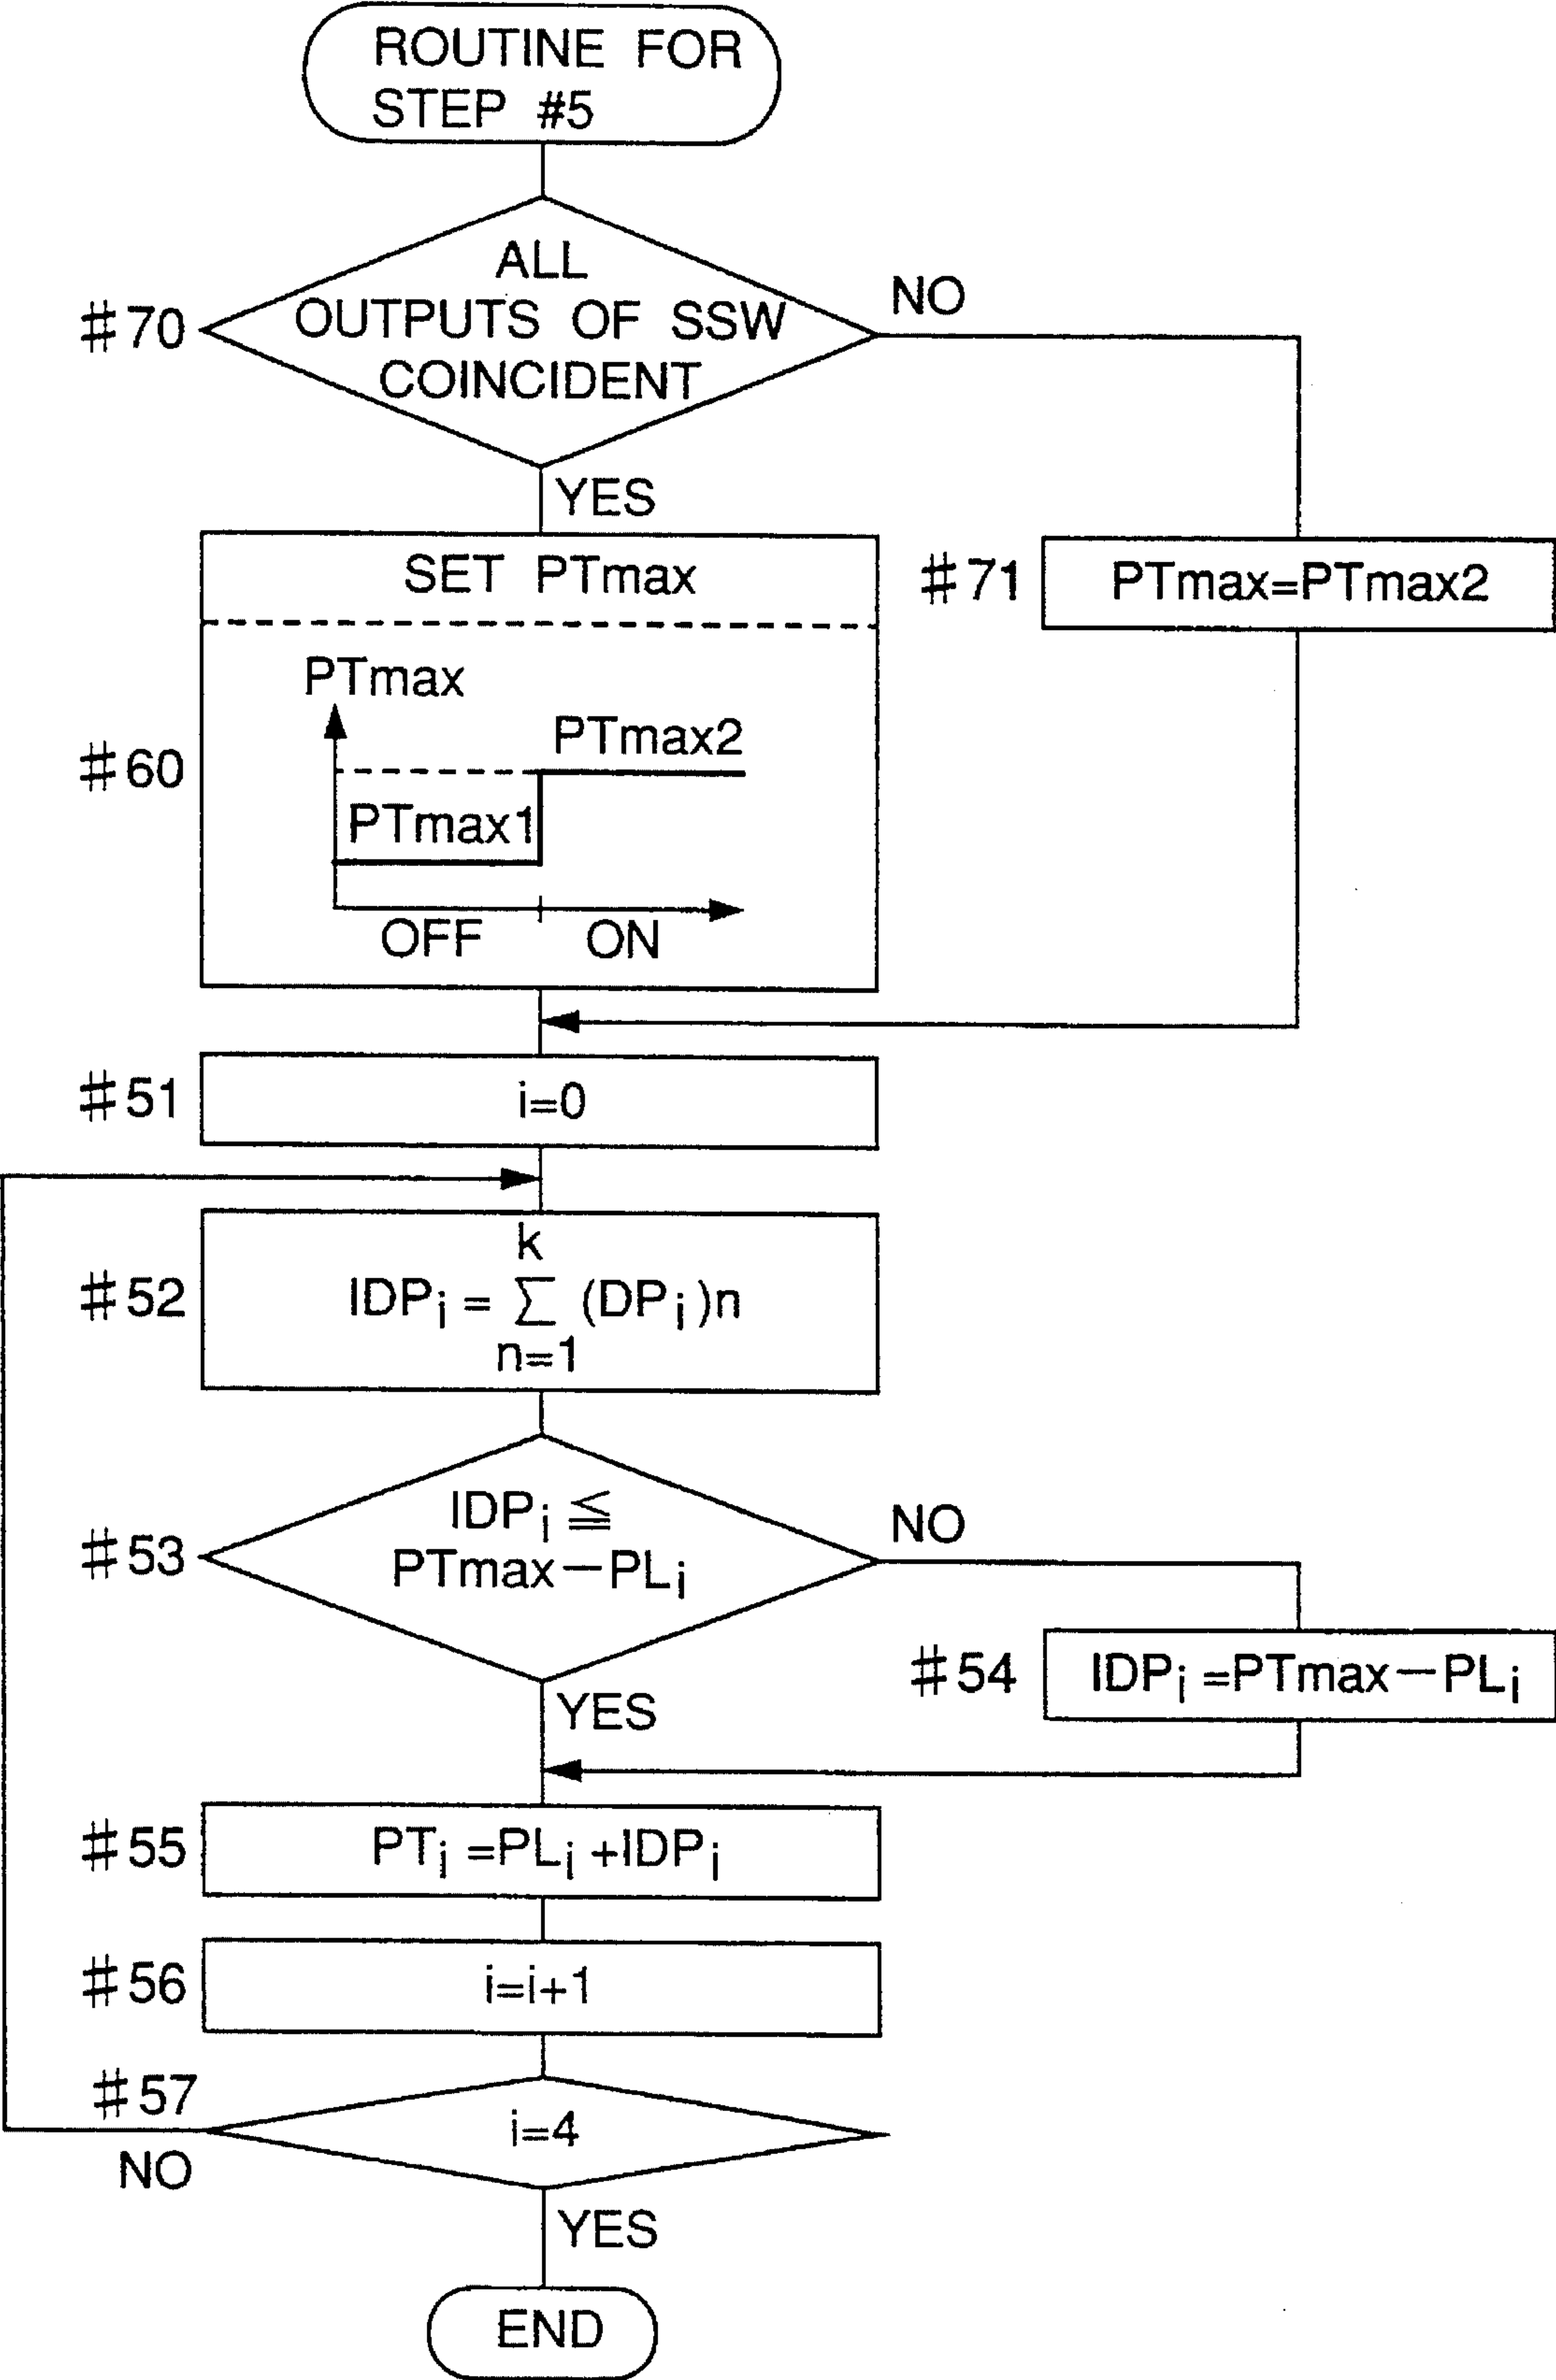 ROUTINE FOR
STEP #5
#70
ALL
OUTPUTS OF SSW
COINCIDENT
NO
YES
SET PTmax
#71
PTmax=PTmax2
#60
PTmax
PTmax2
PTmax1
OFF
ON
#51
i=0
#52
k
IDPi = Σ (DPi)n
n=1
#53
IDPi ≦
PTmax−PLi
NO
YES
#54
IDPi =PTmax−PLi
#55
PTi =PLi +IDPi
#56
i=i+1
#57
i=4
NO
YES
END